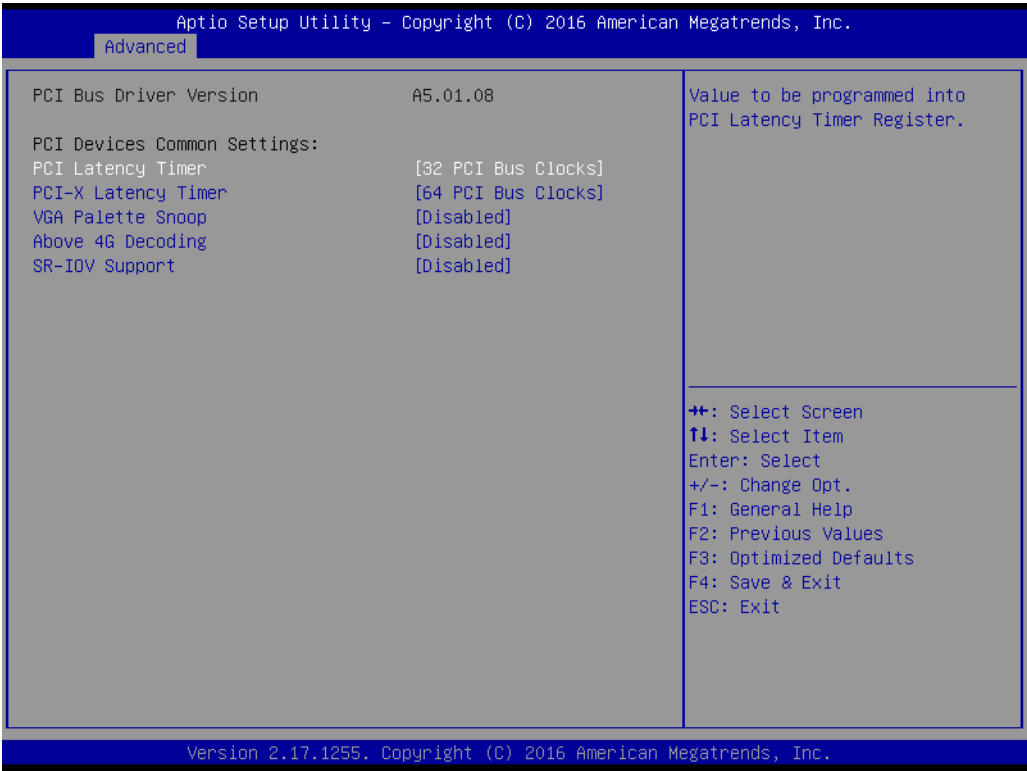 Aptio Setup Utility – Copyright (C) 2016 American Megatrends, Inc.
Advanced
PCI Bus Driver Version A5.01.08
PCI Devices Common Settings:
PCI Latency Timer [32 PCI Bus Clocks]
PCI-X Latency Timer [64 PCI Bus Clocks]
VGA Palette Snoop [Disabled]
Above 4G Decoding [Disabled]
SR-IOV Support [Disabled]
Value to be programmed into
PCI Latency Timer Register.
→←: Select Screen
↑↓: Select Item
Enter: Select
+/-: Change Opt.
F1: General Help
F2: Previous Values
F3: Optimized Defaults
F4: Save & Exit
ESC: Exit
Version 2.17.1255. Copyright (C) 2016 American Megatrends, Inc.